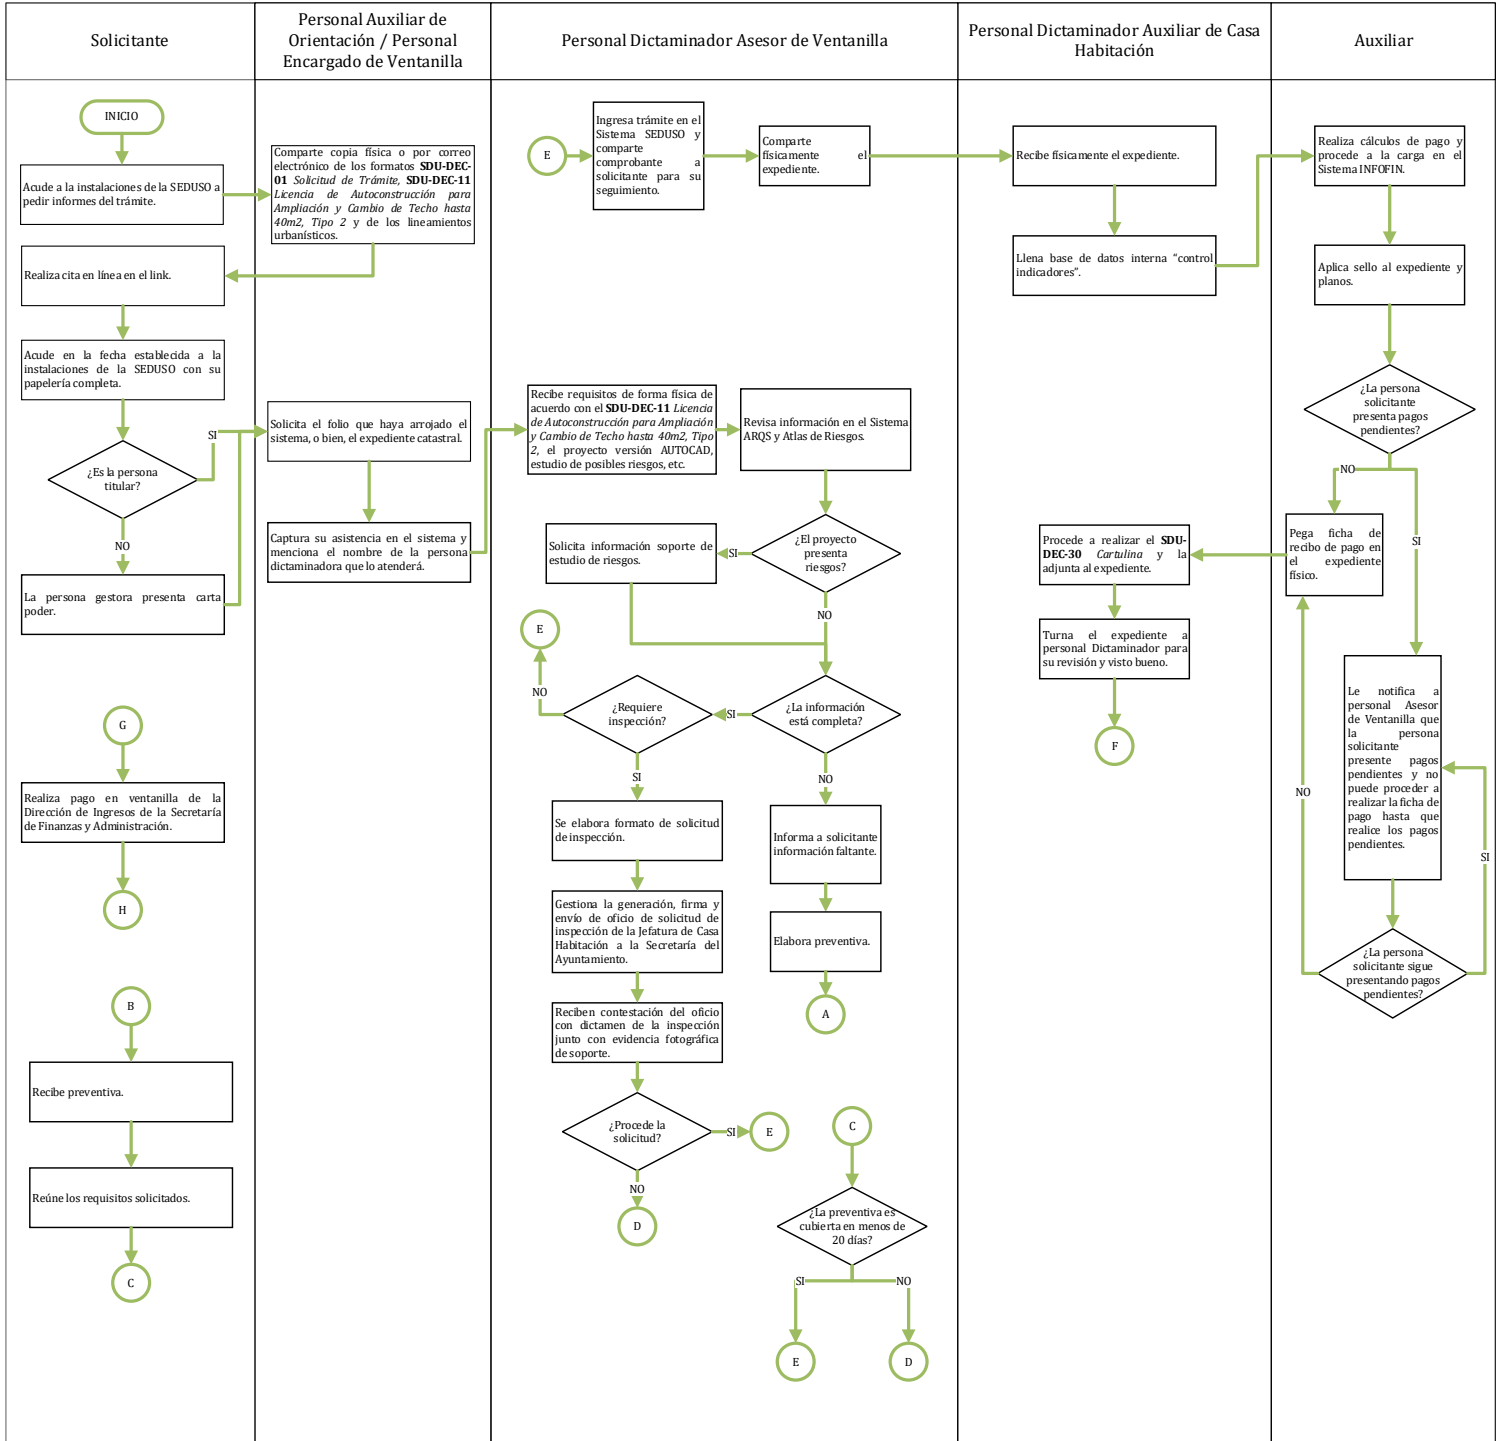 Solicitante
Personal Auxiliar de
Orientación / Personal
Encargado de Ventanilla
Personal Dictaminador Asesor de Ventanilla
Personal Dictaminador Auxiliar de Casa
Habitación
Auxiliar
INICIO
Acude a la instalaciones de la SEDUSO a
pedir informes del trámite.
Realiza cita en línea en el link.
Acude en la fecha establecida a la
instalaciones de la SEDUSO con su
papelería completa.
¿Es la persona
titular?
SI
NO
La persona gestora presenta carta
poder.
G
Realiza pago en ventanilla de la
Dirección de Ingresos de la Secretaría
de Finanzas y Administración.
H
B
Recibe preventiva.
Reúne los requisitos solicitados.
C
Comparte copia física o por correo
electrónico de los formatos SDU-DEC-
01 Solicitud de Trámite, SDU-DEC-11
Licencia de Autoconstrucción para
Ampliación y Cambio de Techo hasta
40m2, Tipo 2 y de los lineamientos
urbanísticos.
Solicita el folio que haya arrojado el
sistema, o bien, el expediente catastral.
Captura su asistencia en el sistema y
menciona el nombre de la persona
dictaminadora que lo atenderá.
E
Ingresa trámite en el
Sistema SEDUSO y
comparte
comprobante a
solicitante para su
seguimiento.
Comparte
físicamente el
expediente.
Recibe requisitos de forma física de
acuerdo con el SDU-DEC-11 Licencia
de Autoconstrucción para Ampliación
y Cambio de Techo hasta 40m2, Tipo
2, el proyecto versión AUTOCAD,
estudio de posibles riesgos, etc.
Revisa información en el Sistema
ARQS y Atlas de Riesgos.
¿El proyecto
presenta
riesgos?
SI
Solicita información soporte de
estudio de riesgos.
NO
E
NO
¿Requiere
inspección?
SI
¿La información
está completa?
SI
NO
Se elabora formato de solicitud
de inspección.
Informa a solicitante
información faltante.
Gestiona la generación, firma y
envío de oficio de solicitud de
inspección de la Jefatura de Casa
Habitación a la Secretaría del
Ayuntamiento.
Elabora preventiva.
A
Reciben contestación del oficio
con dictamen de la inspección
junto con evidencia fotográfica
de soporte.
¿Procede la
solicitud?
SI
E
NO
D
C
¿La preventiva es
cubierta en menos de
20 días?
SI
NO
E
D
Recibe físicamente el expediente.
Llena base de datos interna “control
indicadores”.
Procede a realizar el SDU-
DEC-30 Cartulina y la
adjunta al expediente.
Turna el expediente a
personal Dictaminador para
su revisión y visto bueno.
F
Realiza cálculos de pago y
procede a la carga en el
Sistema INFOFIN.
Aplica sello al expediente y
planos.
¿La persona
solicitante
presenta pagos
pendientes?
NO
SI
Pega ficha de
recibo de pago en
el expediente
físico.
Le notifica a
personal Asesor
de Ventanilla que
la persona
solicitante
presente pagos
pendientes y no
puede proceder a
realizar la ficha de
pago hasta que
realice los pagos
pendientes.
NO
SI
¿La persona
solicitante sigue
presentando pagos
pendientes?